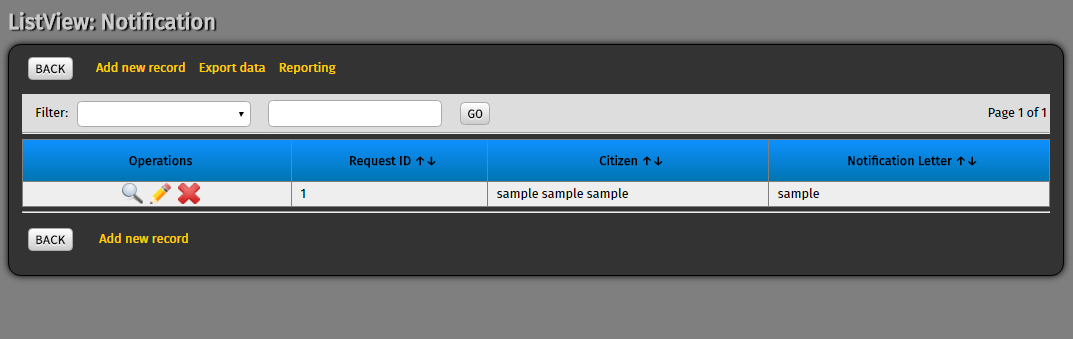 ListView: Notification
BACK Add new record Export data Reporting
Filter: GO Page 1 of 1
Operations Request ID ↑↓ Citizen ↑↓ Notification Letter ↑↓
1 sample sample sample sample
BACK Add new record